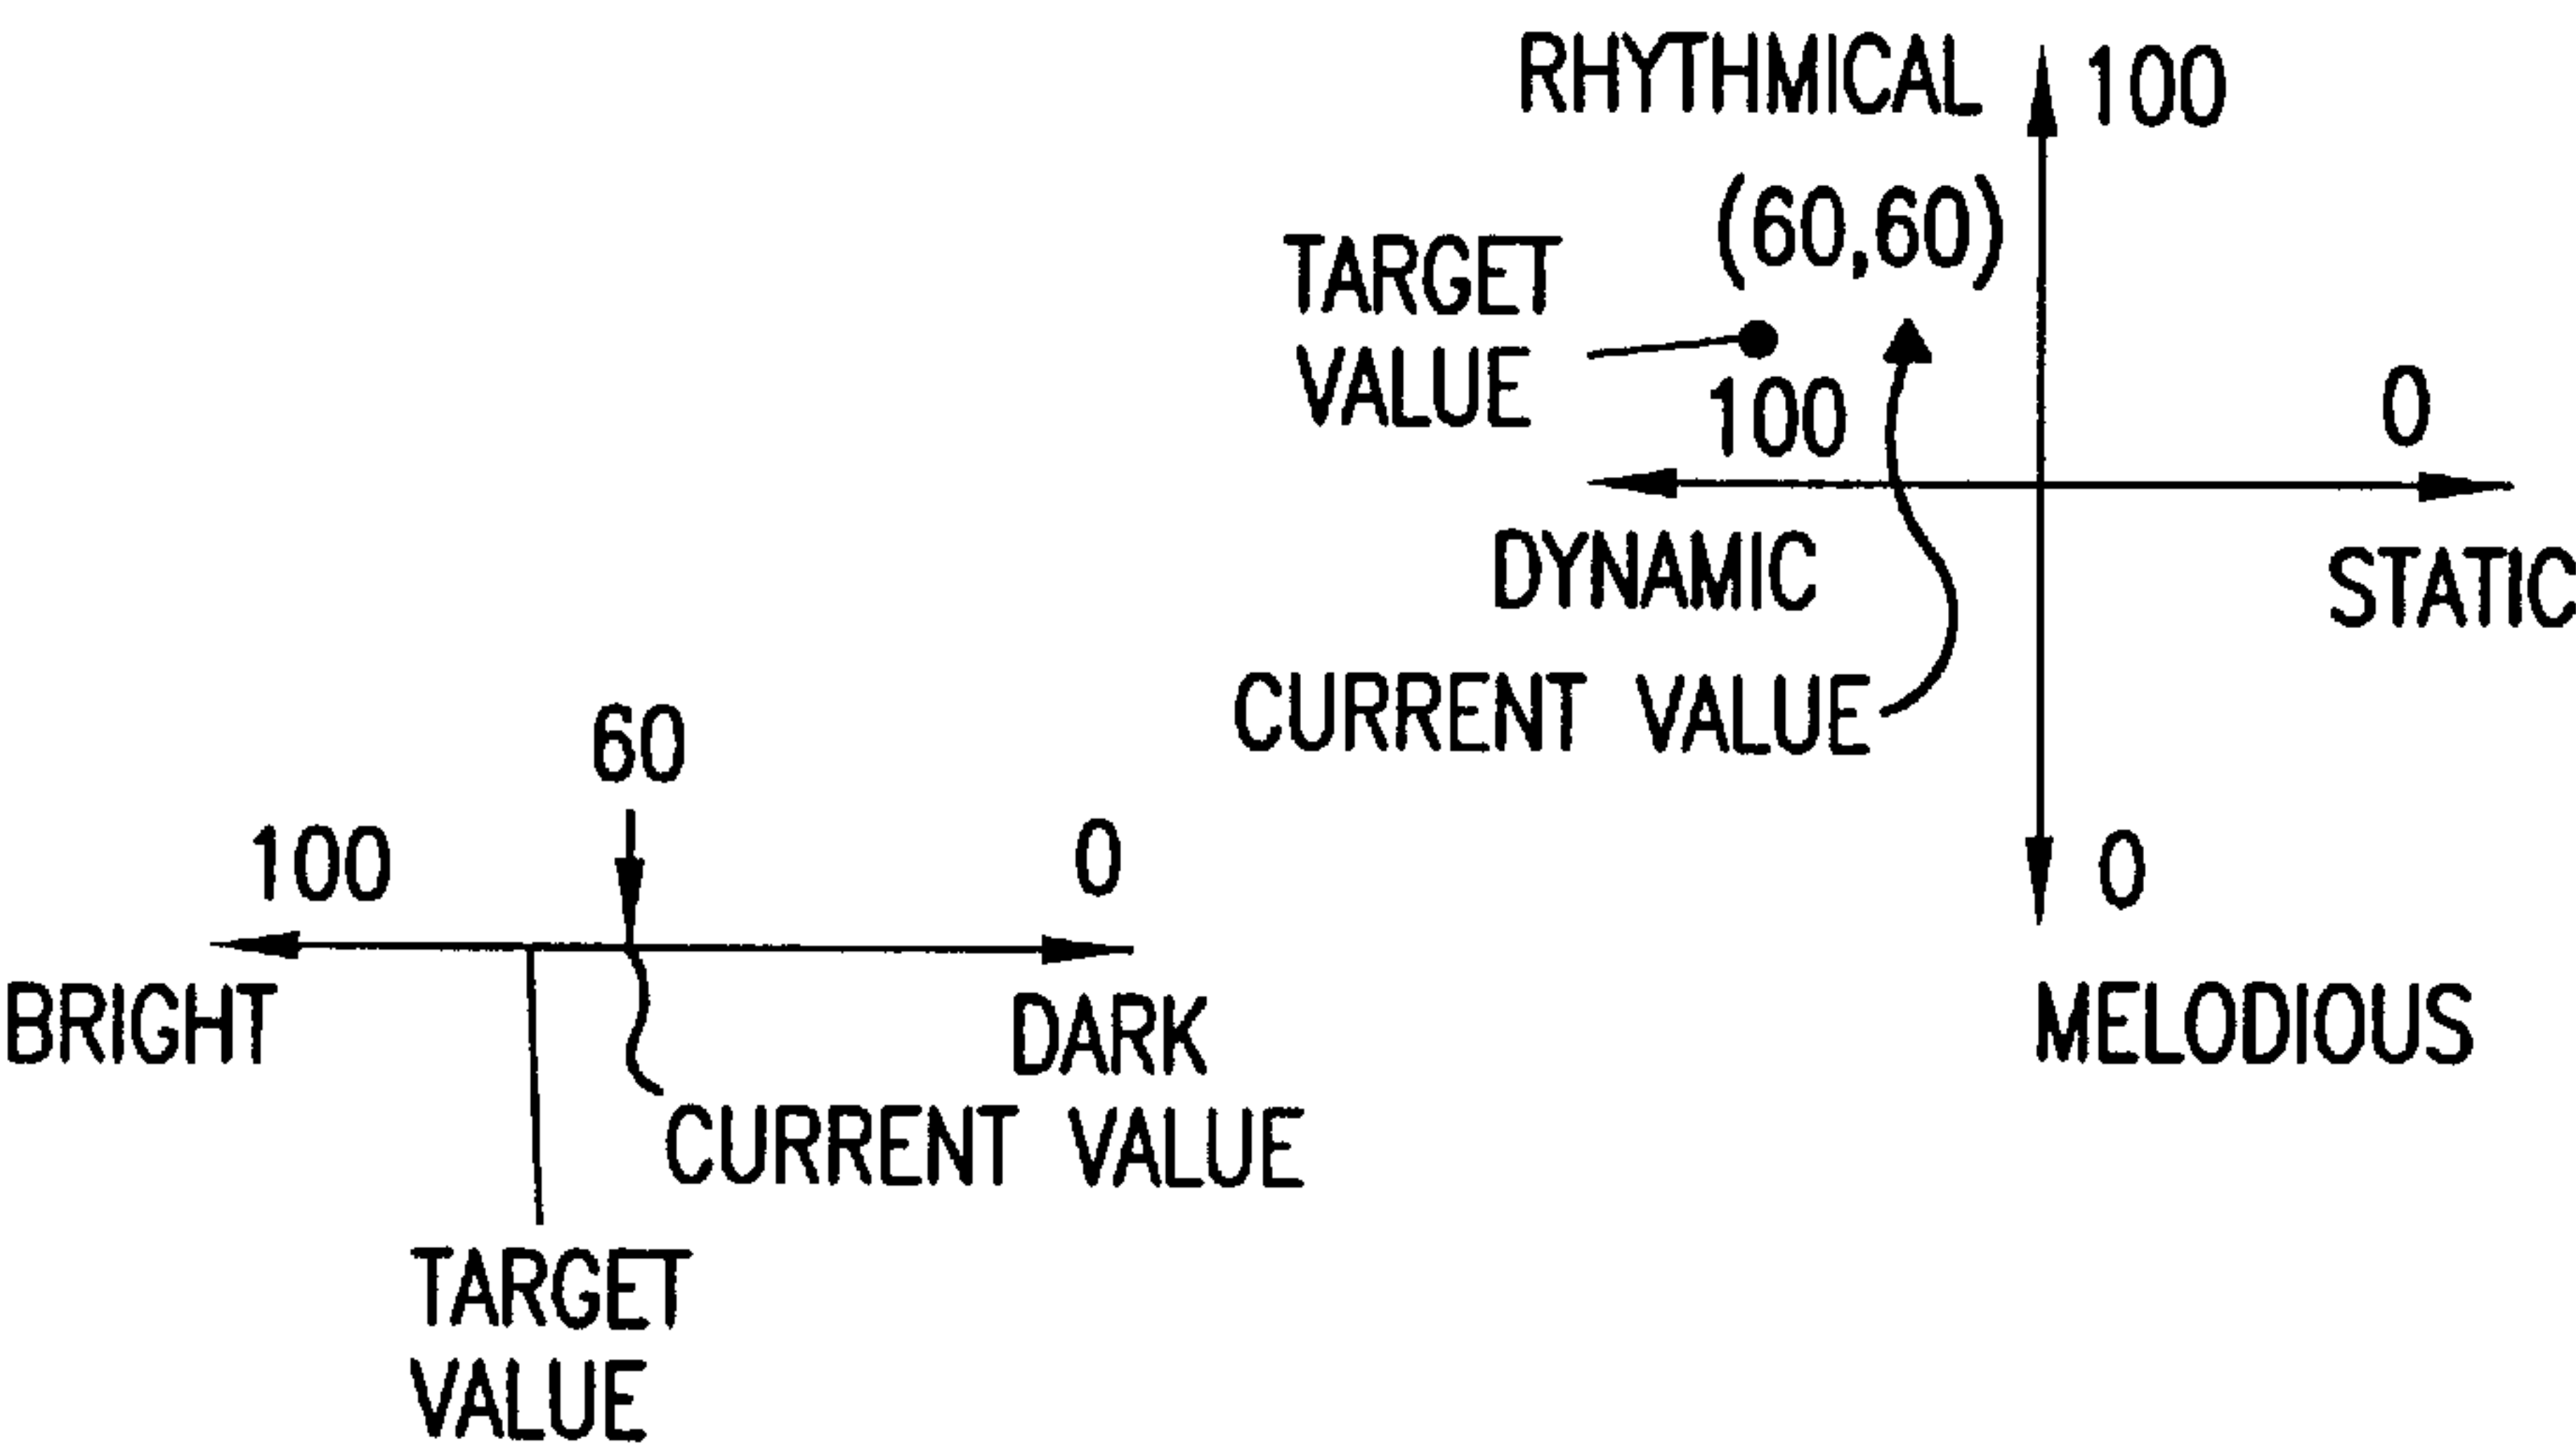 RHYTHMICAL
100
(60,60)
TARGET
VALUE
100
0
DYNAMIC
STATIC
CURRENT VALUE
0
MELODIOUS
60
100
0
BRIGHT
DARK
CURRENT VALUE
TARGET
VALUE